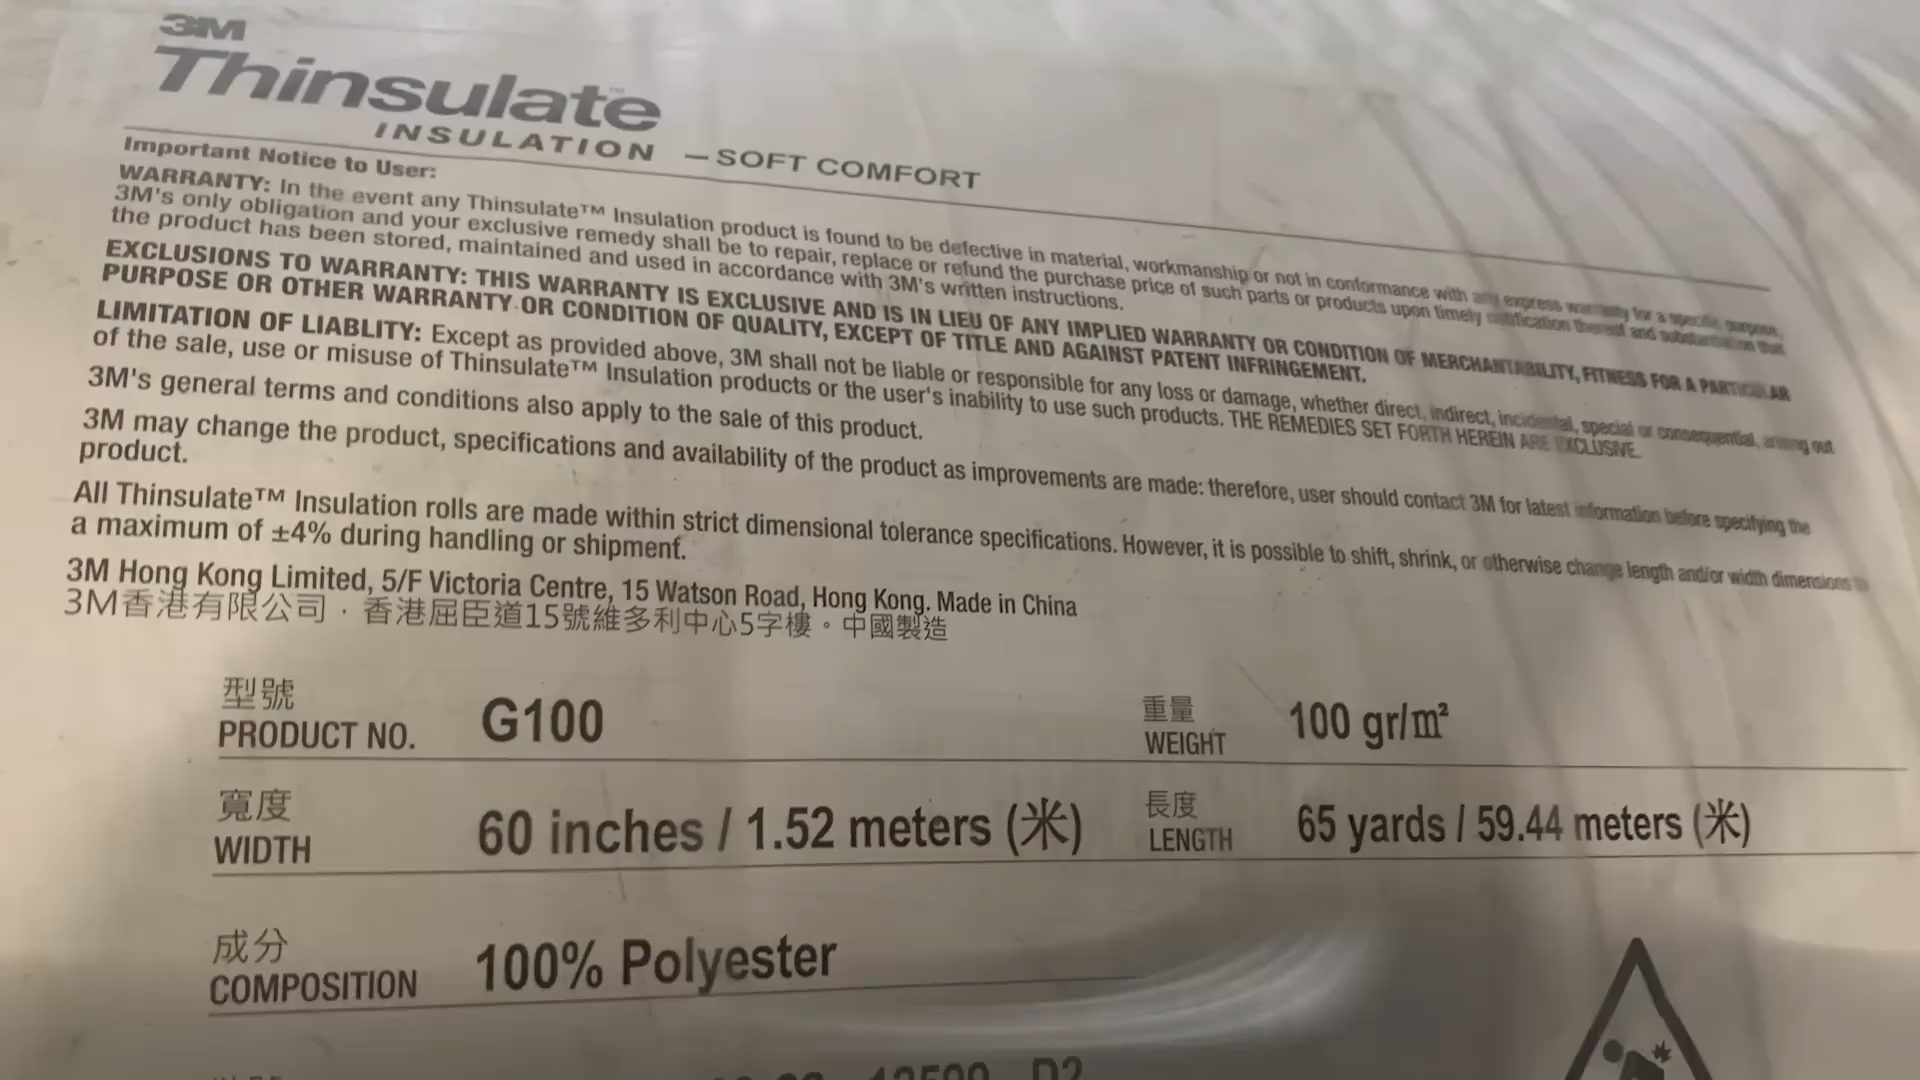 3M
Thinsulate™
INSULATION – SOFT COMFORT
Important Notice to User:
WARRANTY: In the event any Thinsulate™ Insulation product is found to be defective in material, workmanship or not in conformance with any express warranty for a specific purpose,
3M's only obligation and your exclusive remedy shall be to repair, replace or refund the purchase price of such parts or products upon timely notification thereof and substantiation that
the product has been stored, maintained and used in accordance with 3M's written instructions.
EXCLUSIONS TO WARRANTY: THIS WARRANTY IS EXCLUSIVE AND IS IN LIEU OF ANY IMPLIED WARRANTY OR CONDITION OF MERCHANTABILITY, FITNESS FOR A PARTICULAR
PURPOSE OR OTHER WARRANTY OR CONDITION OF QUALITY, EXCEPT OF TITLE AND AGAINST PATENT INFRINGEMENT.
LIMITATION OF LIABLITY: Except as provided above, 3M shall not be liable or responsible for any loss or damage, whether direct, indirect, incidental, special or consequential, arising out
of the sale, use or misuse of Thinsulate™ Insulation products or the user's inability to use such products. THE REMEDIES SET FORTH HEREIN ARE EXCLUSIVE.
3M's general terms and conditions also apply to the sale of this product.
3M may change the product, specifications and availability of the product as improvements are made: therefore, user should contact 3M for latest information before specifying the
product.
All Thinsulate™ Insulation rolls are made within strict dimensional tolerance specifications. However, it is possible to shift, shrink, or otherwise change length and/or width dimensions
a maximum of ±4% during handling or shipment.
3M Hong Kong Limited, 5/F Victoria Centre, 15 Watson Road, Hong Kong. Made in China
3M香港有限公司．香港屈臣道15號維多利中心5字樓。中國製造
型號 重量
PRODUCT NO. G100 WEIGHT 100 gr/m²
寬度 長度
WIDTH 60 inches / 1.52 meters (米) LENGTH 65 yards / 59.44 meters (米)
成分
COMPOSITION 100% Polyester